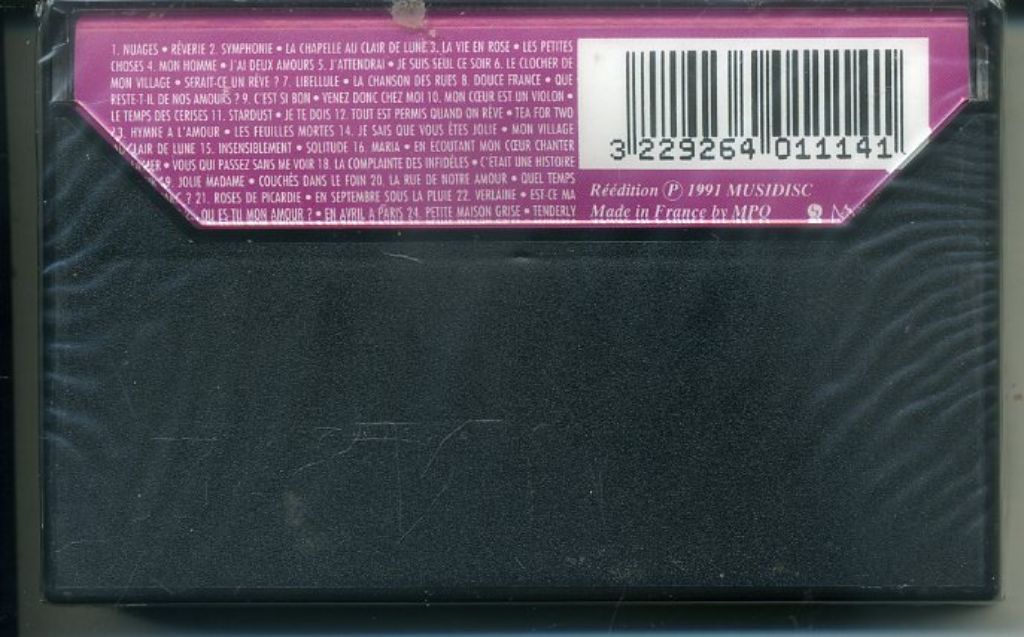 1. NUAGES • RÊVERIE 2. SYMPHONIE • LA CHAPELLE AU CLAIR DE LUNE 3. LA VIE EN ROSE • LES PETITES
CHOSES 4. MON HOMME • J'AI DEUX AMOURS 5. J'ATTENDRAI • JE SUIS SEUL CE SOIR 6. LE CLOCHER DE
MON VILLAGE • SERAIT-CE UN RÊVE ? 7. LIBELLULE • LA CHANSON DES RUES 8. DOUCE FRANCE • QUE
RESTE-T-IL DE NOS AMOURS ? 9. C'EST SI BON • VENEZ DONC CHEZ MOI 10. MON CŒUR EST UN VIOLON •
LE TEMPS DES CERISES 11. STARDUST • JE TE DOIS 12. TOUT EST PERMIS QUAND ON RÊVE • TEA FOR TWO
13. HYMNE A L'AMOUR • LES FEUILLES MORTES 14. JE SAIS QUE VOUS ÊTES JOLIE • MON VILLAGE
AU CLAIR DE LUNE 15. INSENSIBLEMENT • SOLITUDE 16. MARIA • EN ECOUTANT MON CŒUR CHANTER
• VOUS QUI PASSEZ SANS ME VOIR 18. LA COMPLAINTE DES INFIDÈLES • C'ETAIT UNE HISTOIRE
19. JOLIE MADAME • COUCHÉS DANS LE FOIN 20. LA RUE DE NOTRE AMOUR • QUEL TEMPS
? 21. ROSES DE PICARDIE • EN SEPTEMBRE SOUS LA PLUIE 22. VERLAINE • EST-CE MA
OU ES TU MON AMOUR ? • EN AVRIL A PARIS 24. PETITE MAISON GRISE • TENDERLY
3 229264 011141
Réédition ℗ 1991 MUSIDISC
Made in France by MPO